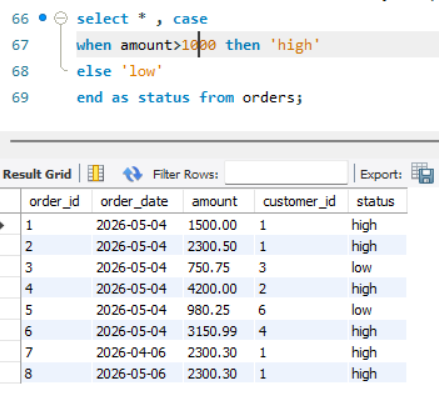 66 select * , case
67 when amount>1000 then 'high'
68 else 'low'
69 end as status from orders;
Result Grid Filter Rows: Export:
order_id order_date amount customer_id status
1 2026-05-04 1500.00 1 high
2 2026-05-04 2300.50 1 high
3 2026-05-04 750.75 3 low
4 2026-05-04 4200.00 2 high
5 2026-05-04 980.25 6 low
6 2026-05-04 3150.99 4 high
7 2026-04-06 2300.30 1 high
8 2026-05-06 2300.30 1 high